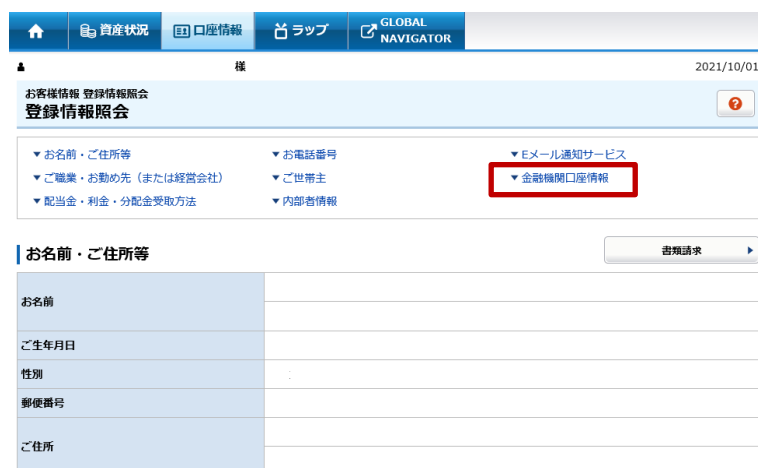 資産状況 口座情報 ラップ GLOBAL NAVIGATOR
様 2021/10/01
お客様情報 登録情報照会
登録情報照会
▼お名前・ご住所等 ▼お電話番号 ▼Eメール通知サービス
▼ご職業・お勤め先（または経営会社） ▼ご世帯主 ▼金融機関口座情報
▼配当金・利金・分配金受取方法 ▼内部者情報
お名前・ご住所等 書類請求
お名前
ご生年月日
性別
郵便番号
ご住所